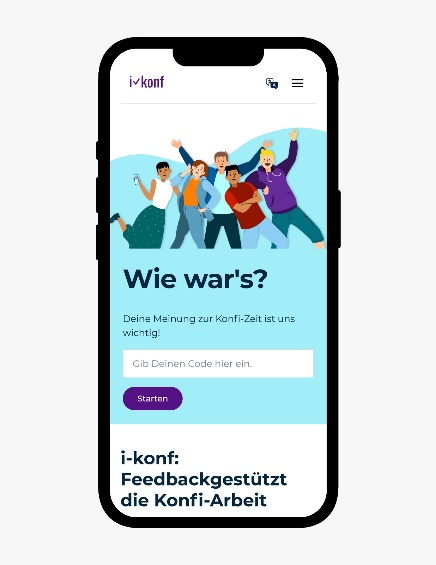 i✓konf
Wie war's?
Deine Meinung zur Konfi-Zeit ist uns
wichtig!
Gib Deinen Code hier ein.
Starten
i-konf:
Feedbackgestützt
die Konfi-Arbeit